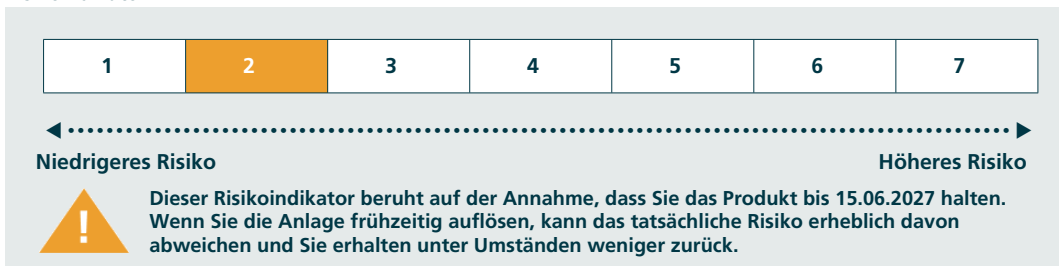 1 2 3 4 5 6 7
Niedrigeres Risiko Höheres Risiko
! Dieser Risikoindikator beruht auf der Annahme, dass Sie das Produkt bis 15.06.2027 halten.
Wenn Sie die Anlage frühzeitig auflösen, kann das tatsächliche Risiko erheblich davon
abweichen und Sie erhalten unter Umständen weniger zurück.